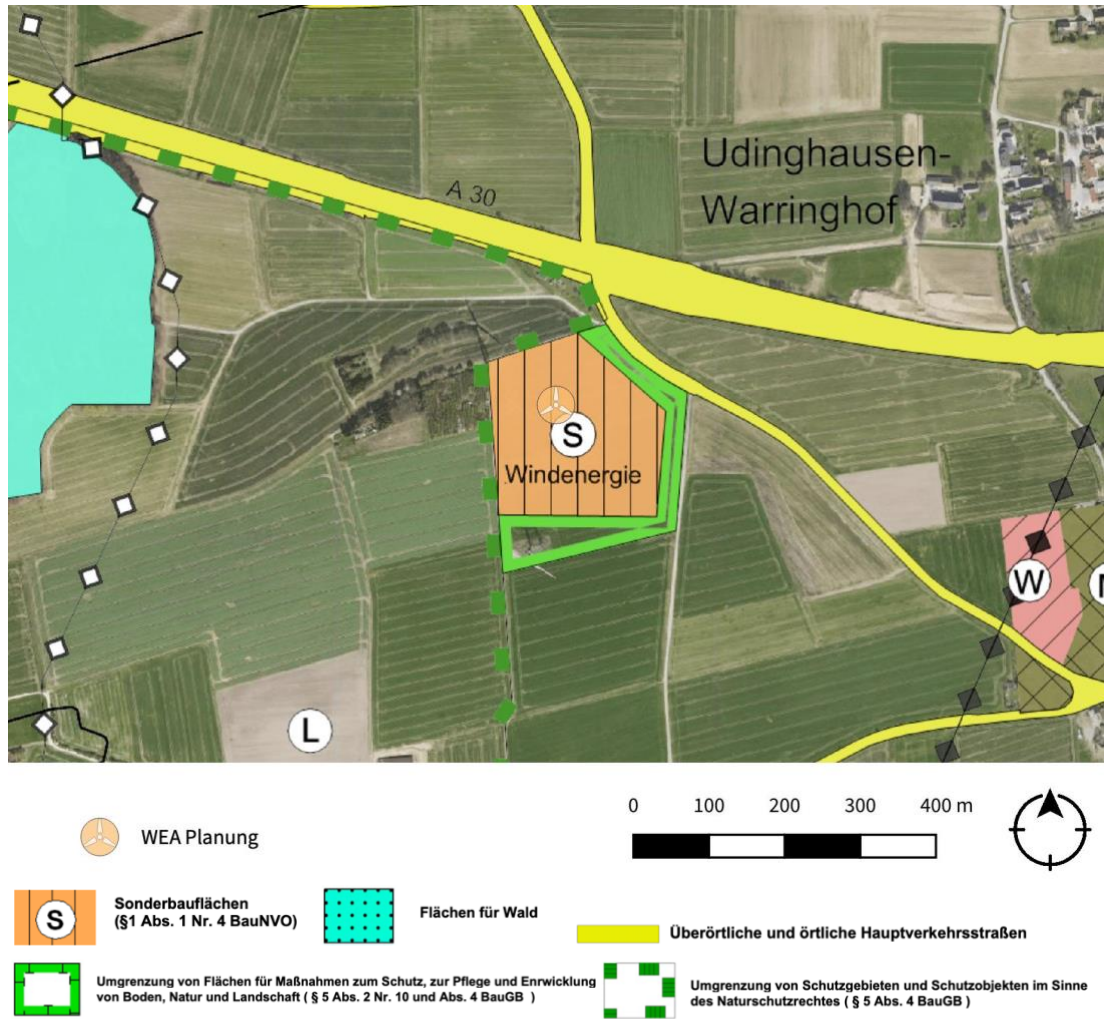 A 30
Udinghausen-
Warringhof
S
Windenergie
W
L
WEA Planung
0 100 200 300 400 m
S
Sonderbauflächen
(§1 Abs. 1 Nr. 4 BauNVO)
Flächen für Wald
Überörtliche und örtliche Hauptverkehrsstraßen
Umgrenzung von Flächen für Maßnahmen zum Schutz, zur Pflege und Enrwicklung
von Boden, Natur und Landschaft ( § 5 Abs. 2 Nr. 10 und Abs. 4 BauGB )
Umgrenzung von Schutzgebieten und Schutzobjekten im Sinne
des Naturschutzrechtes ( § 5 Abs. 4 BauGB )